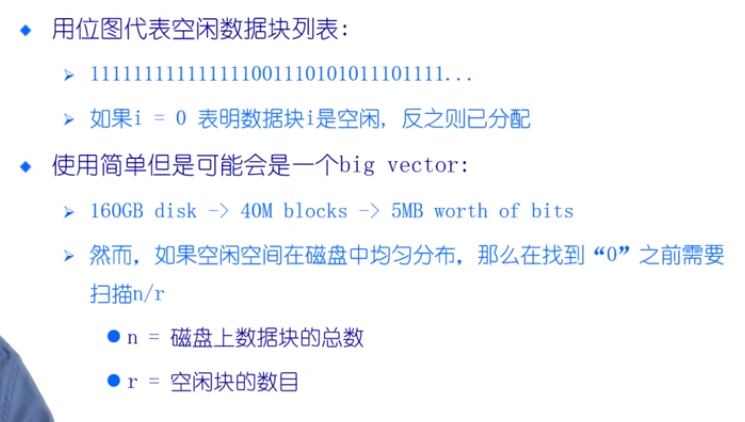 用位图代表空闲数据块列表:
11111111111111100111010101110111​1...
如果i = 0 表明数据块i是空闲, 反之则已分配
使用简单但是可能会是一个big vector:
160GB disk -> 40M blocks -> 5MB worth of bits
然而, 如果空闲空间在磁盘中均匀分布, 那么在找到“0”之前需要
扫描n/r
n = 磁盘上数据块的总数
r = 空闲块的数目